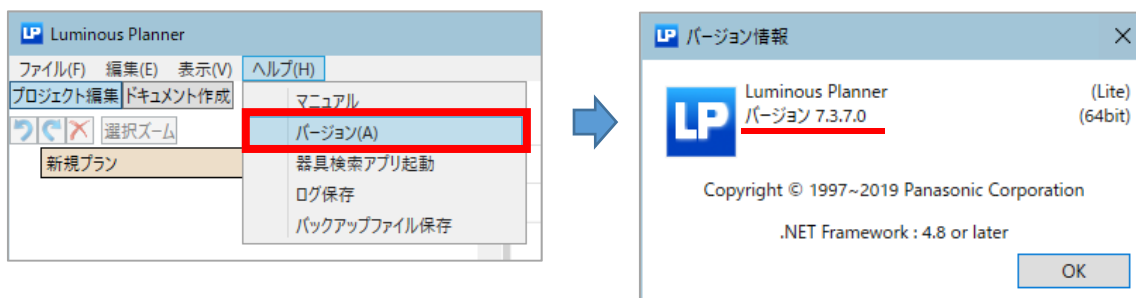 LP Luminous Planner
ファイル(F) 編集(E) 表示(V) ヘルプ(H)
プロジェクト編集 ドキュメント作成
マニュアル
選択ズーム
バージョン(A)
新規プラン
器具検索アプリ起動
ログ保存
バックアップファイル保存
LP バージョン情報
LP
Luminous Planner (Lite)
バージョン 7.3.7.0 (64bit)
Copyright © 1997~2019 Panasonic Corporation
.NET Framework : 4.8 or later
OK